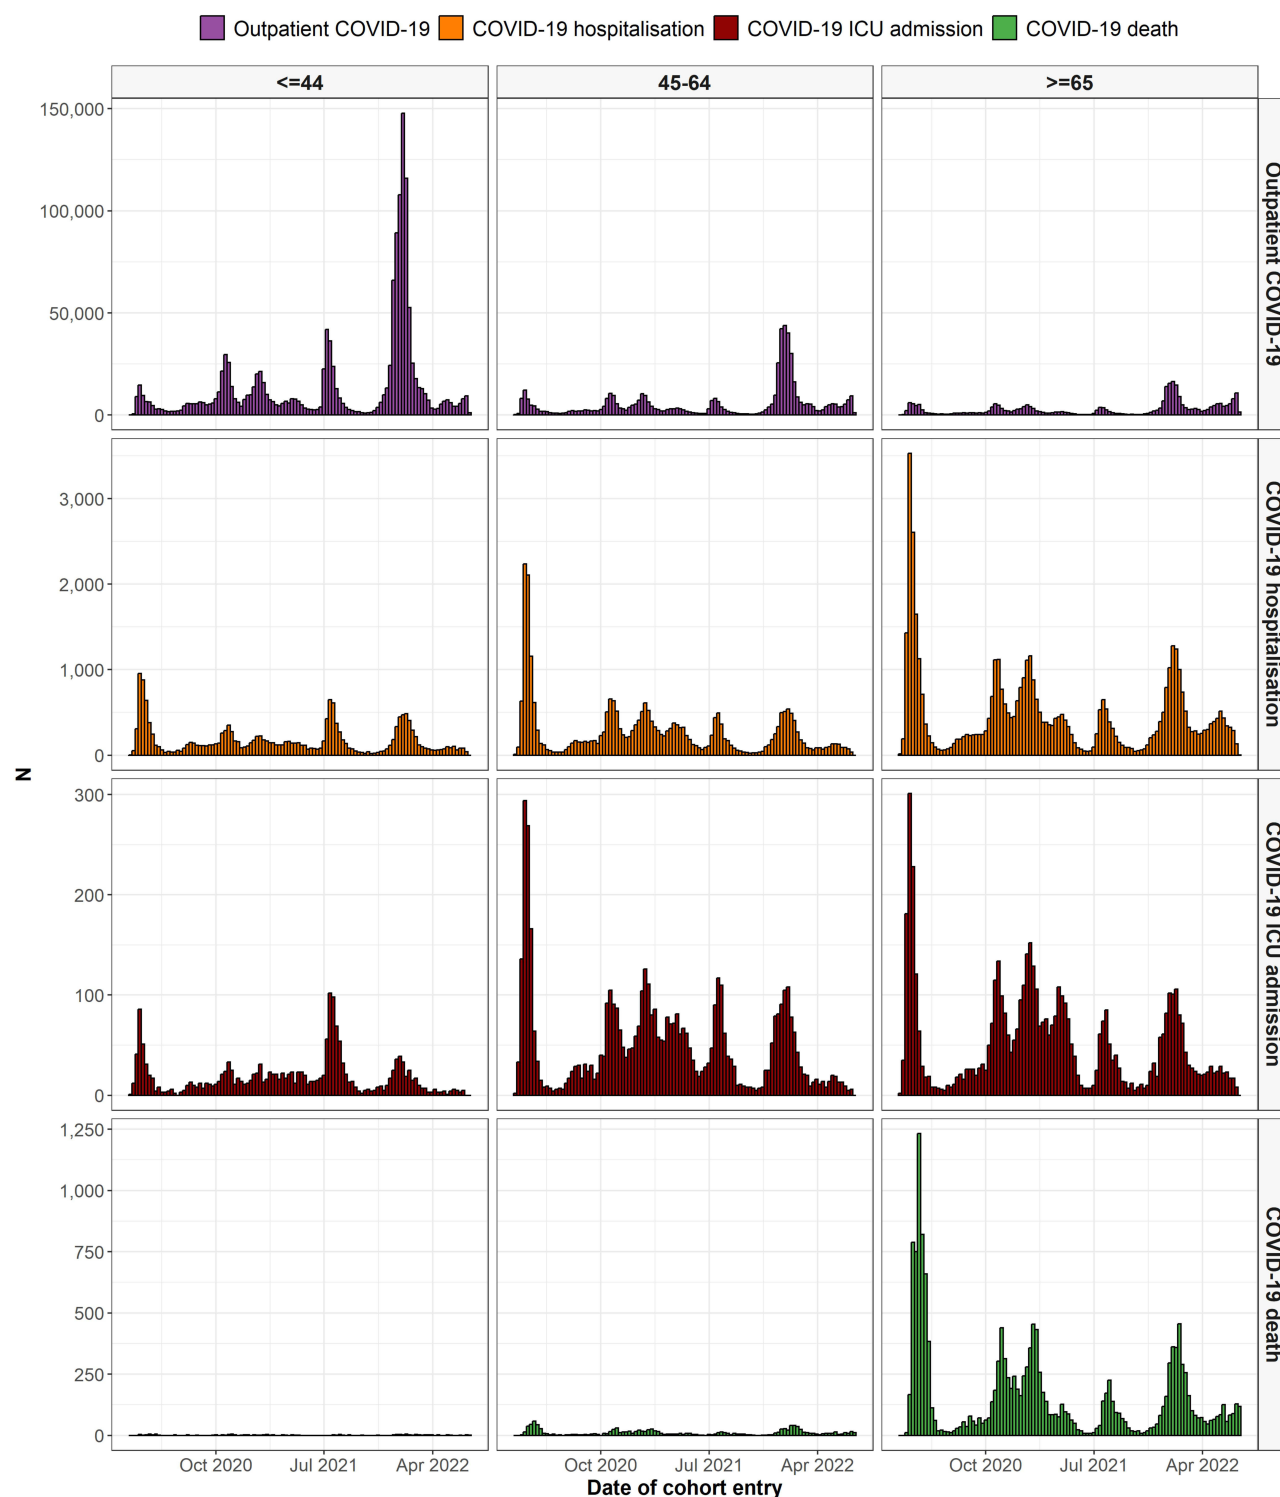 Outpatient COVID-19 COVID-19 hospitalisation COVID-19 ICU admission COVID-19 death
<=44 45-64 >=65
150,000
100,000
50,000
0
Outpatient COVID-19
3,000
2,000
1,000
0
COVID-19 hospitalisation
N
300
200
100
0
COVID-19 ICU admission
1,250
1,000
750
500
250
0
COVID-19 death
Oct 2020 Jul 2021 Apr 2022 Oct 2020 Jul 2021 Apr 2022 Oct 2020 Jul 2021 Apr 2022
Date of cohort entry